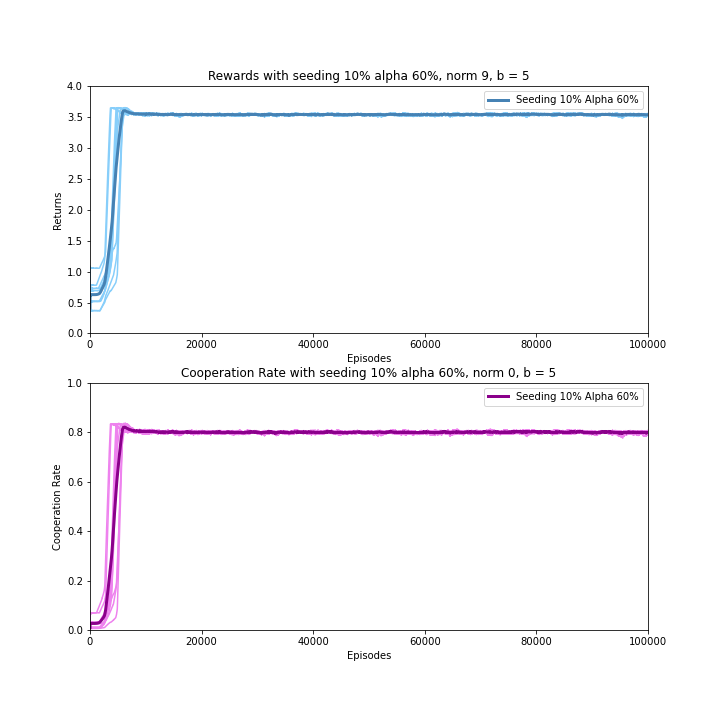 Rewards with seeding 10% alpha 60%, norm 9, b = 5
4.0
3.5
3.0
2.5
2.0
1.5
1.0
0.5
0.0
Returns
Seeding 10% Alpha 60%
0 20000 40000 60000 80000 100000
Episodes
Cooperation Rate with seeding 10% alpha 60%, norm 0, b = 5
1.0
0.8
0.6
0.4
0.2
0.0
Cooperation Rate
Seeding 10% Alpha 60%
0 20000 40000 60000 80000 100000
Episodes